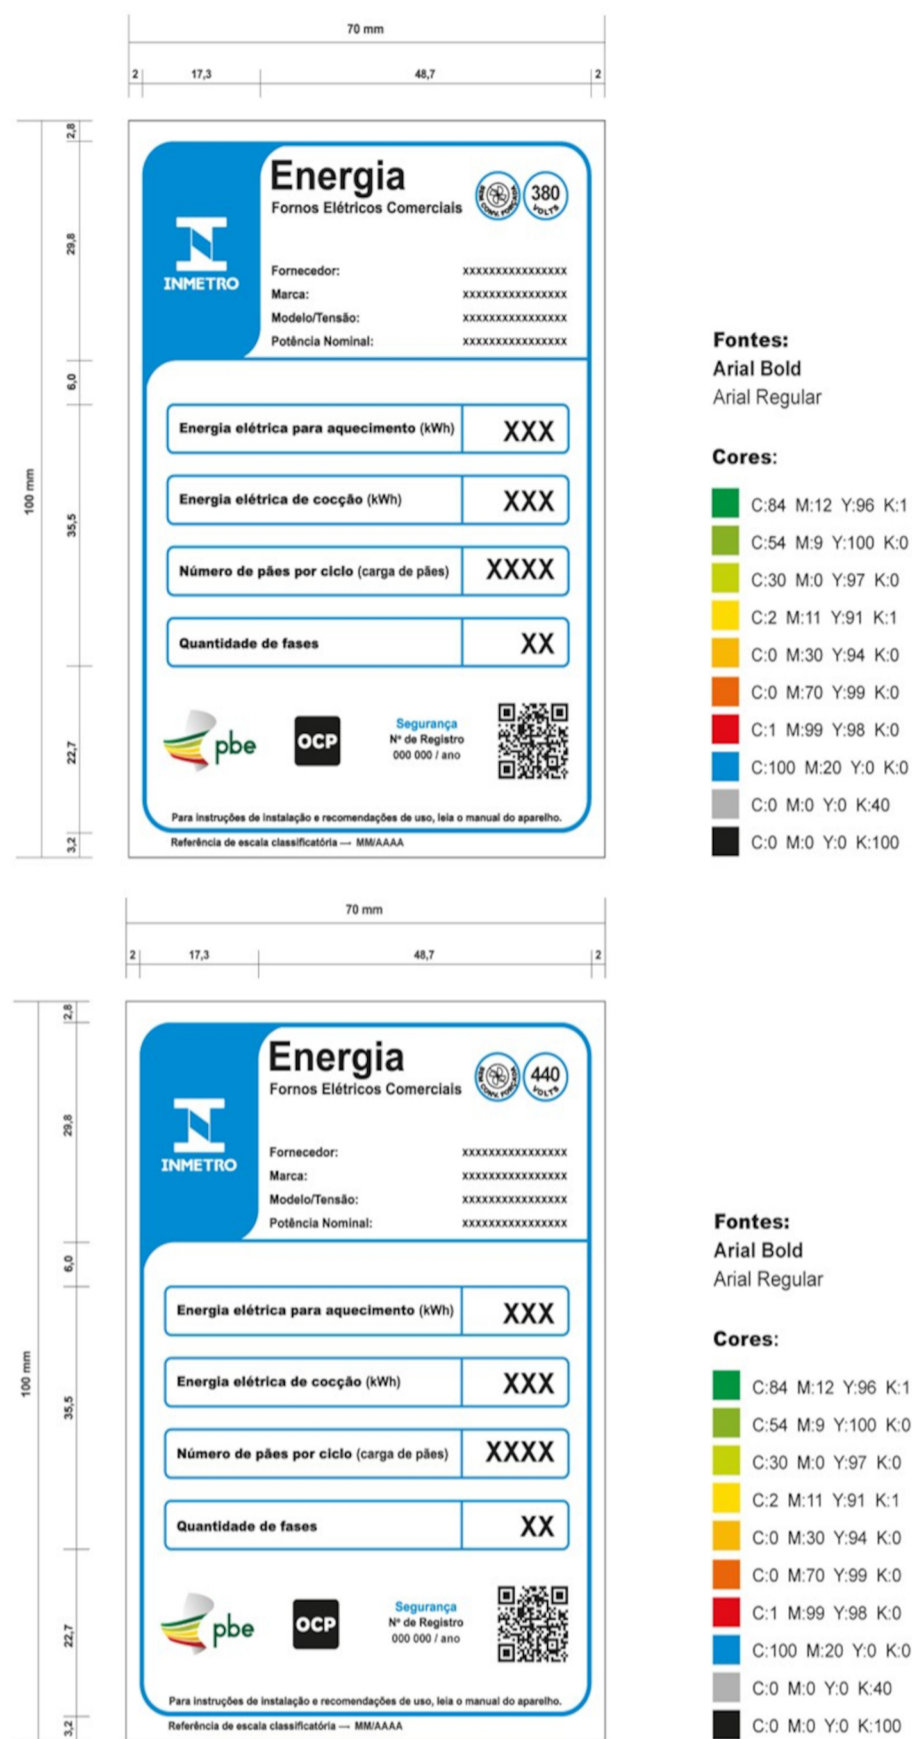 70 mm
2 17,3 48,7 2
2,8
29,8
6,0
100 mm
35,5
22,7
3,2
Energia
Fornos Elétricos Comerciais
SEM CONV. FORÇADA
380
VOLTS
INMETRO
Fornecedor: XXXXXXXXXXXXXXXX
Marca: XXXXXXXXXXXXXXXX
Modelo/Tensão: XXXXXXXXXXXXXXXX
Potência Nominal: XXXXXXXXXXXXXXXX
Energia elétrica para aquecimento (kWh) XXX
Energia elétrica de cocção (kWh) XXX
Número de pães por ciclo (carga de pães) XXXX
Quantidade de fases XX
pbe
OCP
Segurança
Nº de Registro
000 000 / ano
Para instruções de instalação e recomendações de uso, leia o manual do aparelho.
Referência de escala classificatória → MM/AAAA
Fontes:
Arial Bold
Arial Regular
Cores:
C:84 M:12 Y:96 K:1
C:54 M:9 Y:100 K:0
C:30 M:0 Y:97 K:0
C:2 M:11 Y:91 K:1
C:0 M:30 Y:94 K:0
C:0 M:70 Y:99 K:0
C:1 M:99 Y:98 K:0
C:100 M:20 Y:0 K:0
C:0 M:0 Y:0 K:40
C:0 M:0 Y:0 K:100
70 mm
2 17,3 48,7 2
2,8
29,8
6,0
100 mm
35,5
22,7
3,2
Energia
Fornos Elétricos Comerciais
SEM CONV. FORÇADA
440
VOLTS
INMETRO
Fornecedor: XXXXXXXXXXXXXXXX
Marca: XXXXXXXXXXXXXXXX
Modelo/Tensão: XXXXXXXXXXXXXXXX
Potência Nominal: XXXXXXXXXXXXXXXX
Energia elétrica para aquecimento (kWh) XXX
Energia elétrica de cocção (kWh) XXX
Número de pães por ciclo (carga de pães) XXXX
Quantidade de fases XX
pbe
OCP
Segurança
Nº de Registro
000 000 / ano
Para instruções de instalação e recomendações de uso, leia o manual do aparelho.
Referência de escala classificatória → MM/AAAA
Fontes:
Arial Bold
Arial Regular
Cores:
C:84 M:12 Y:96 K:1
C:54 M:9 Y:100 K:0
C:30 M:0 Y:97 K:0
C:2 M:11 Y:91 K:1
C:0 M:30 Y:94 K:0
C:0 M:70 Y:99 K:0
C:1 M:99 Y:98 K:0
C:100 M:20 Y:0 K:0
C:0 M:0 Y:0 K:40
C:0 M:0 Y:0 K:100